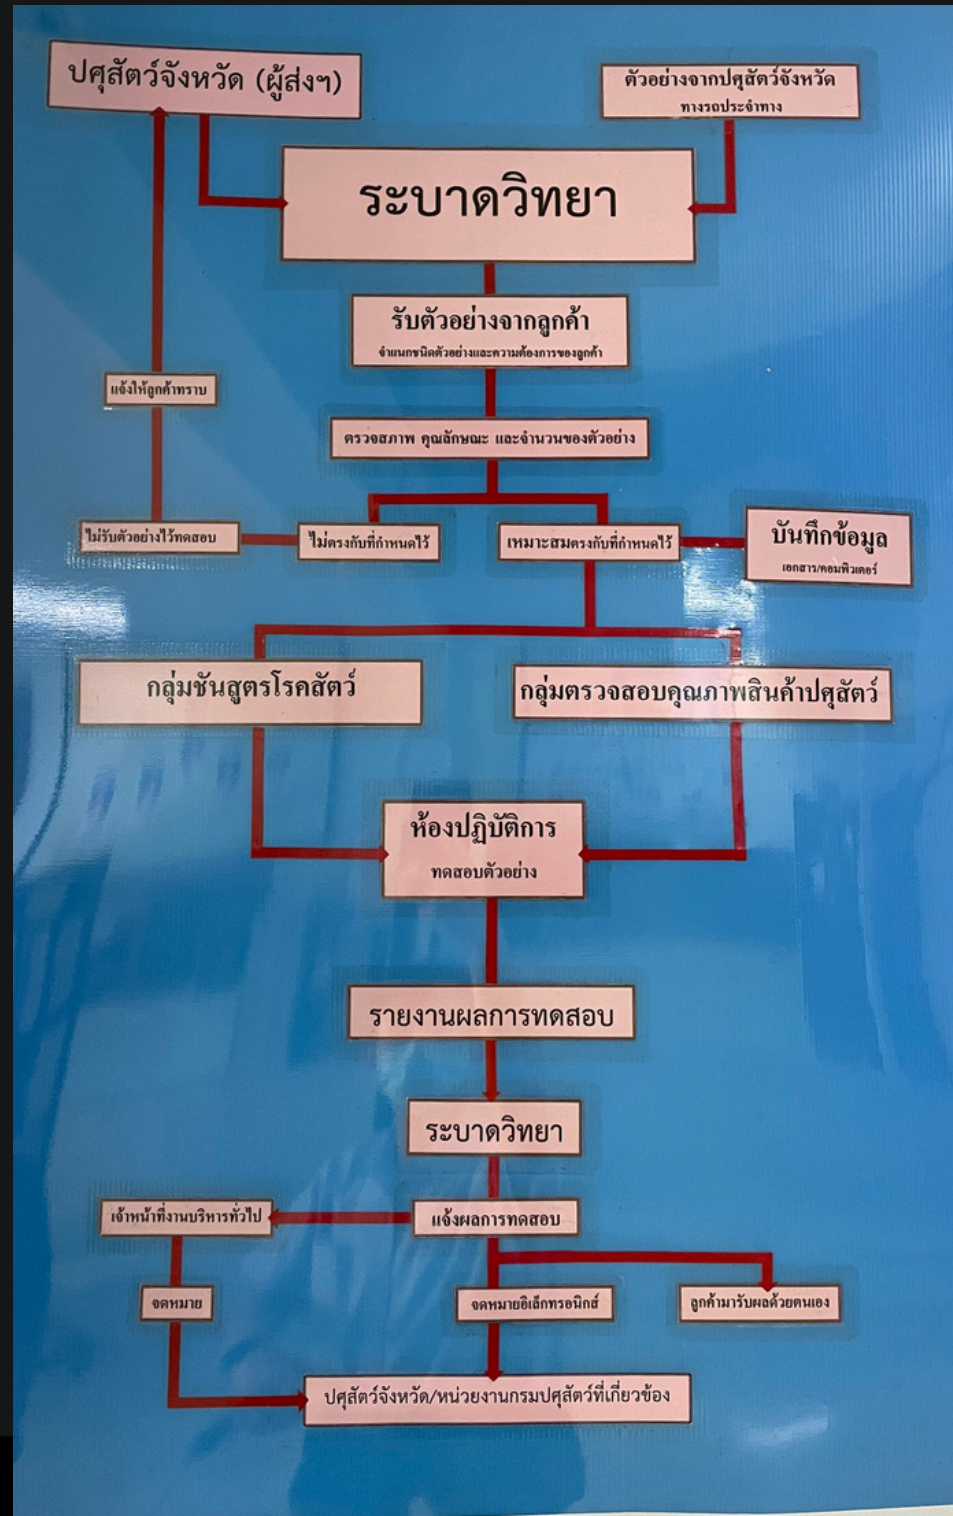 ปศุสัตว์จังหวัด (ผู้ส่งฯ)
ตัวอย่างจากปศุสัตว์จังหวัด
ทางรถประจำทาง
ระบาดวิทยา
รับตัวอย่างจากลูกค้า
จำแนกชนิดตัวอย่างและความต้องการของลูกค้า
แจ้งให้ลูกค้าทราบ
ตรวจสภาพ คุณลักษณะ และจำนวนของตัวอย่าง
ไม่รับตัวอย่างไว้ทดสอบ
ไม่ตรงกับที่กำหนดไว้
เหมาะสมตรงกับที่กำหนดไว้
บันทึกข้อมูล
เอกสาร/คอมพิวเตอร์
กลุ่มชันสูตรโรคสัตว์
กลุ่มตรวจสอบคุณภาพสินค้าปศุสัตว์
ห้องปฏิบัติการ
ทดสอบตัวอย่าง
รายงานผลการทดสอบ
ระบาดวิทยา
เจ้าหน้าที่งานบริหารทั่วไป
แจ้งผลการทดสอบ
จดหมาย
จดหมายอิเล็กทรอนิกส์
ลูกค้ามารับผลด้วยตนเอง
ปศุสัตว์จังหวัด/หน่วยงานกรมปศุสัตว์ที่เกี่ยวข้อง